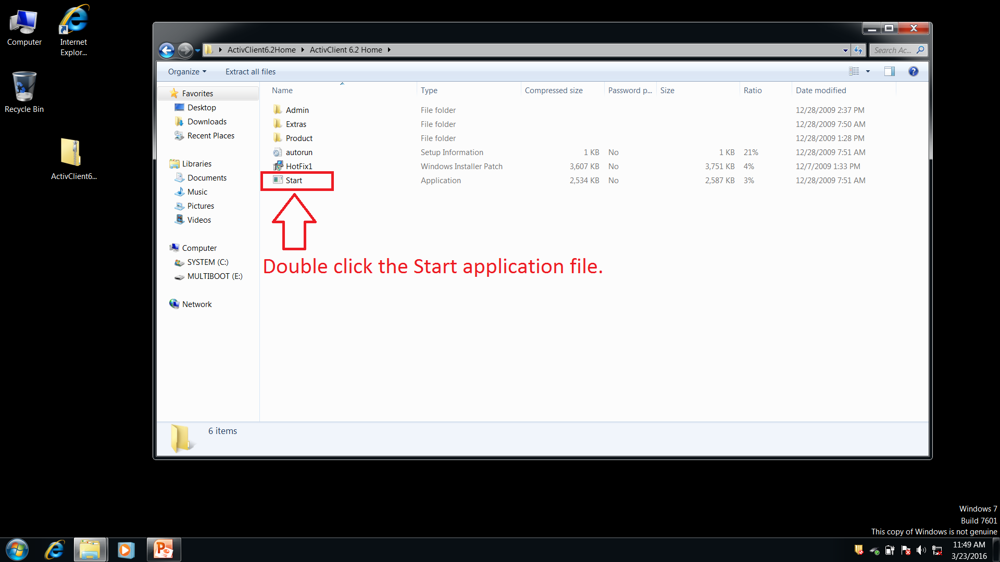 Computer
Internet
Explor...
Recycle Bin
ActivClient6...
ActivClient6.2Home
ActivClient 6.2 Home
Search Ac...
Organize
Extract all files
Name Type Compressed size Password p... Size Ratio Date modified
Admin File folder 12/28/2009 2:37 PM
Extras File folder 12/28/2009 7:50 AM
Product File folder 12/28/2009 1:28 PM
autorun Setup Information 1 KB No 1 KB 21% 12/28/2009 7:51 AM
HotFix1 Windows Installer Patch 3,607 KB No 3,751 KB 4% 12/7/2009 1:33 PM
Start Application 2,534 KB No 2,587 KB 3% 12/28/2009 7:51 AM
Double click the Start application file.
Favorites
Desktop
Downloads
Recent Places
Libraries
Documents
Music
Pictures
Videos
Computer
SYSTEM (C:)
MULTIBOOT (E:)
Network
6 items
Windows 7
Build 7601
This copy of Windows is not genuine
11:49 AM
3/23/2016